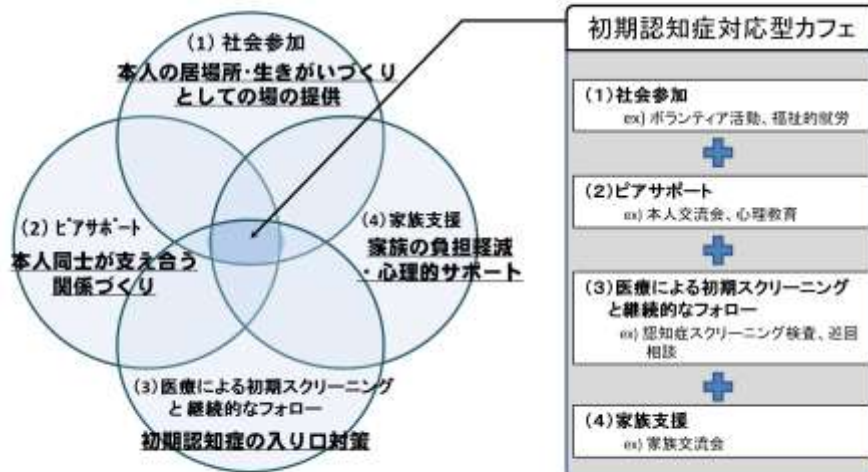 (1) 社会参加
本人の居場所・生きがいづくり
としての場の提供
(2) ﾋﾟｱｻﾎﾟｰﾄ
本人同士が支え合う
関係づくり
(4)家族支援
家族の負担軽減
・心理的サポート
(3)医療による初期スクリーニング
と継続的なフォロー
初期認知症の入り口対策
初期認知症対応型カフェ
(1)社会参加
ex) ボランティア活動、福祉的就労
(2)ピアサポート
ex) 本人交流会、心理教育
(3)医療による初期スクリーニング
と継続的なフォロー
ex) 認知症スクリーニング検査、巡回
相談
(4)家族支援
ex) 家族交流会